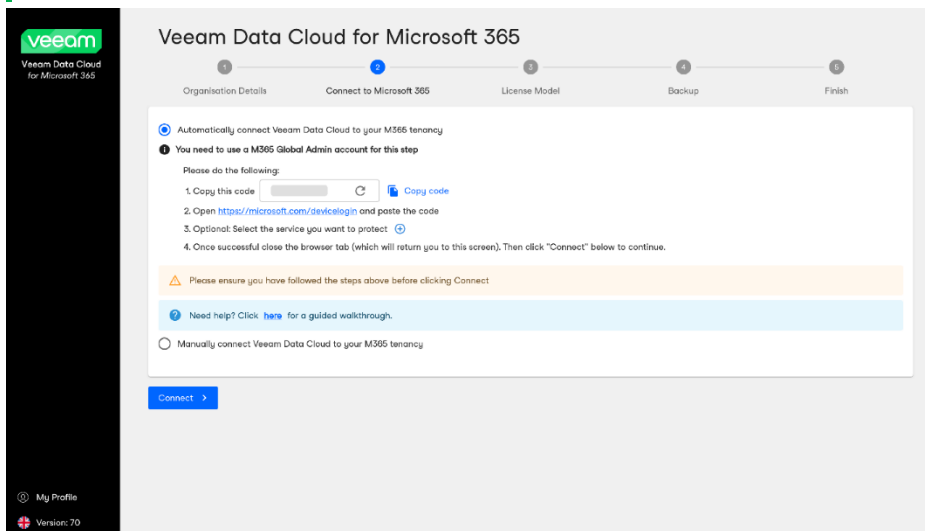 veeam
Veeam Data Cloud
for Microsoft 365
Veeam Data Cloud for Microsoft 365
1
2
3
4
5
Organisation Details
Connect to Microsoft 365
License Model
Backup
Finish
Automatically connect Veeam Data Cloud to your M365 tenancy
You need to use a M365 Global Admin account for this step
Please do the following:
1. Copy this code
Copy code
2. Open https://microsoft.com/devicelogin and paste the code
3. Optional: Select the service you want to protect
4. Once successful close the browser tab (which will return you to this screen). Then click "Connect" below to continue.
Please ensure you have followed the steps above before clicking Connect
Need help? Click here for a guided walkthrough.
Manually connect Veeam Data Cloud to your M365 tenancy
Connect
My Profile
Version: 70